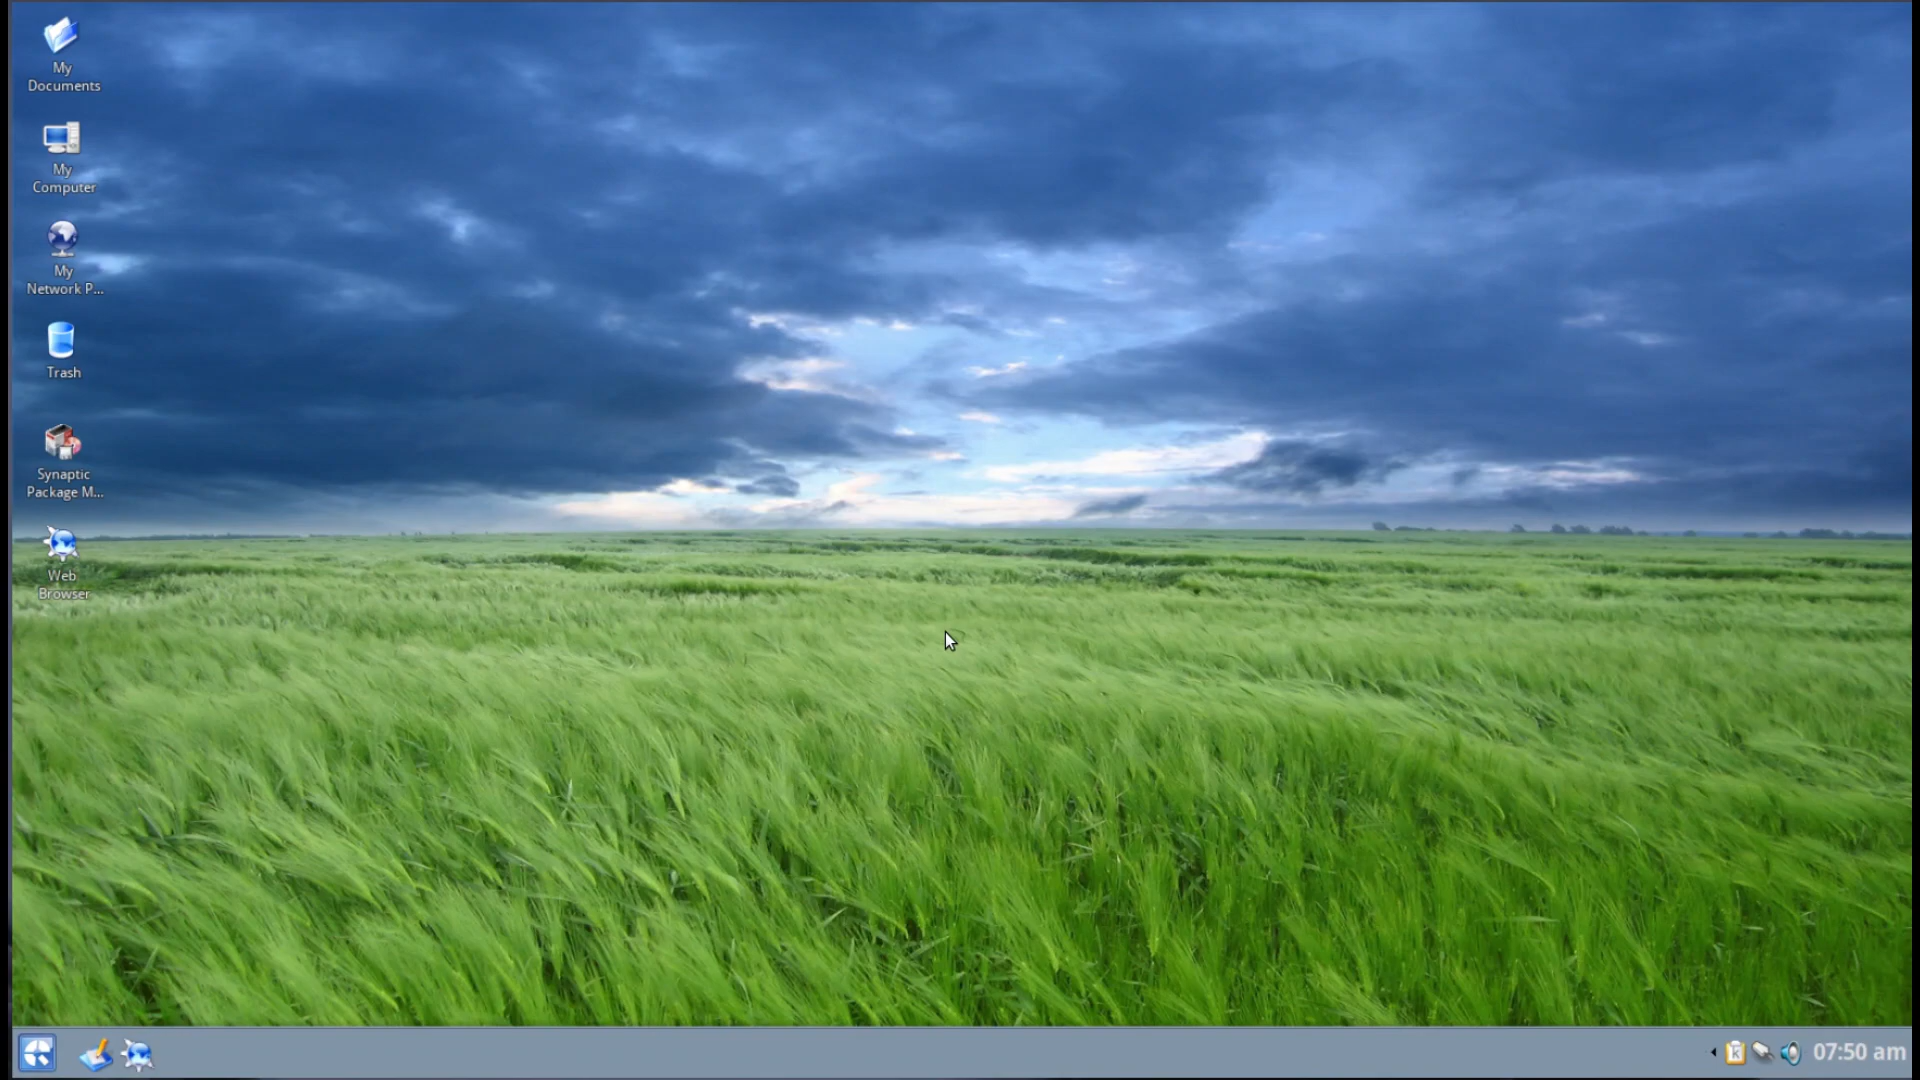 My
Documents
My
Computer
My
Network P...
Trash
Synaptic
Package M...
Web
Browser
07:50 am